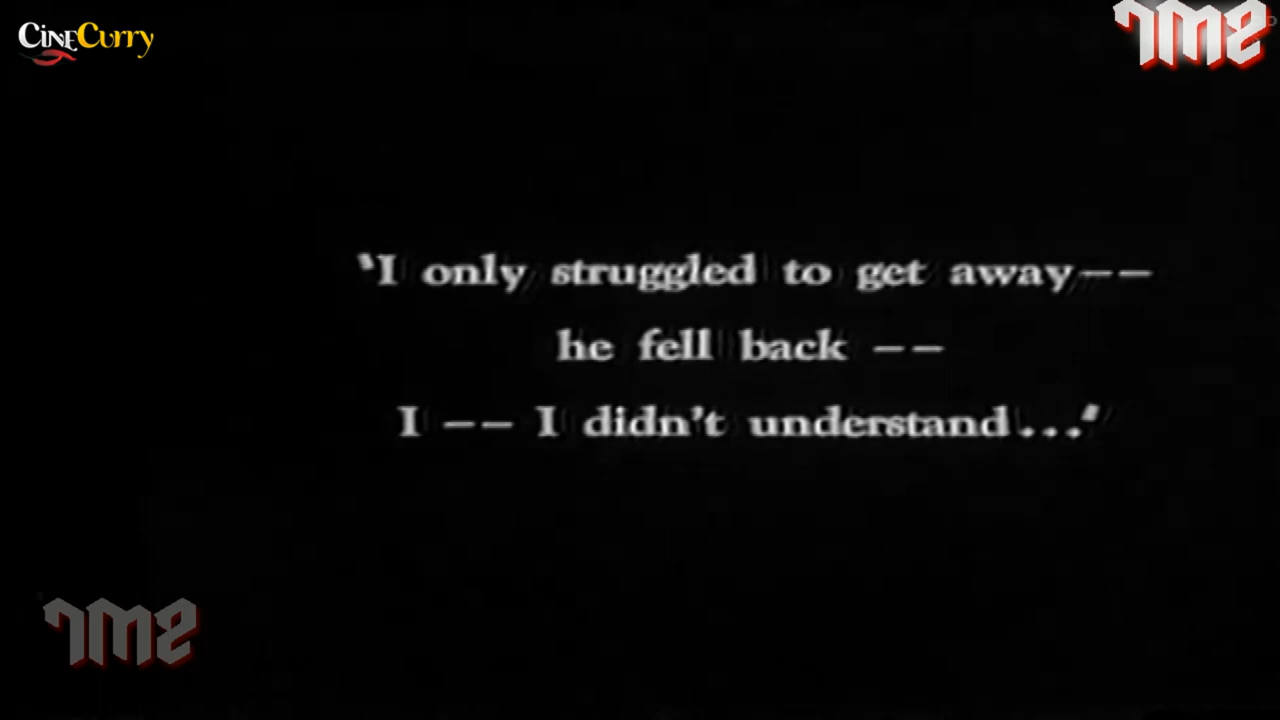 CINECURRY
'I only struggled to get away--
he fell back --
I -- I didn't understand...'